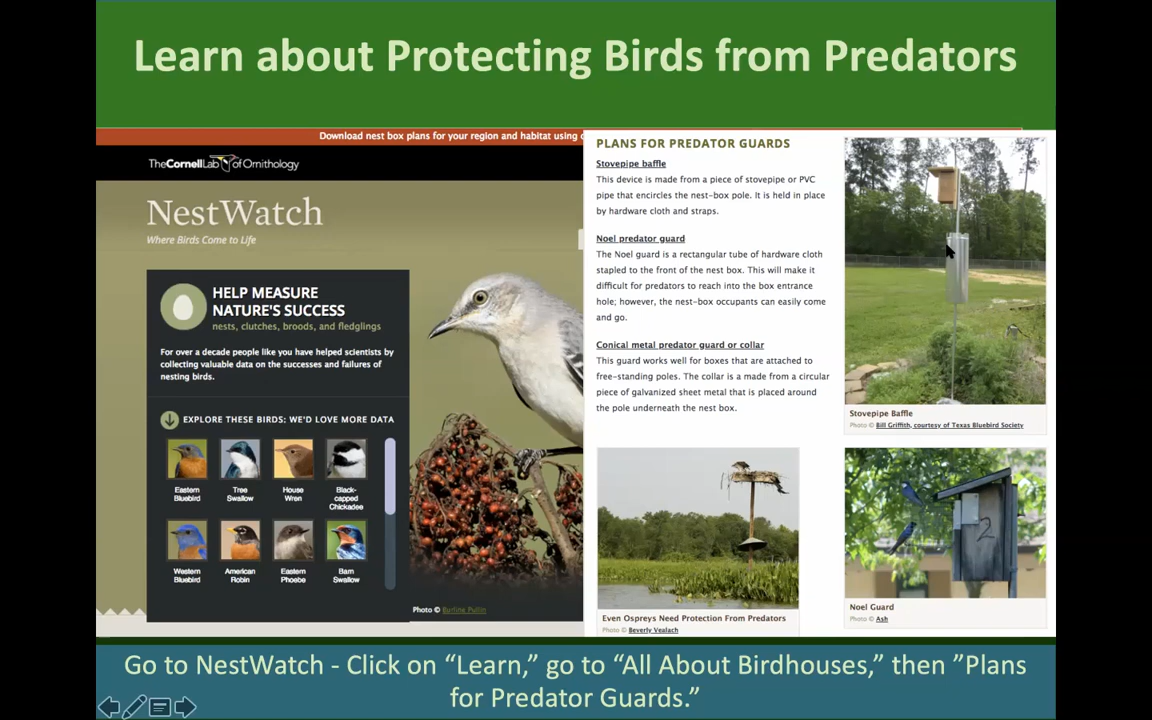 Learn about Protecting Birds from Predators
Download nest box plans for your region and habitat using
TheCornellLab of Ornithology
NestWatch
Where Birds Come to Life
HELP MEASURE
NATURE'S SUCCESS
nests, clutches, broods, and fledglings
For over a decade people like you have helped scientists by
collecting valuable data on the successes and failures of
nesting birds.
EXPLORE THESE BIRDS: WE'D LOVE MORE DATA
Eastern
Bluebird
Tree
Swallow
House
Wren
Black-
capped
Chickadee
Western
Bluebird
American
Robin
Eastern
Phoebe
Barn
Swallow
Photo © Burline Pullin
PLANS FOR PREDATOR GUARDS
Stovepipe baffle
This device is made from a piece of stovepipe or PVC
pipe that encircles the nest-box pole. It is held in place
by hardware cloth and straps.
Noel predator guard
The Noel guard is a rectangular tube of hardware cloth
stapled to the front of the nest box. This will make it
difficult for predators to reach into the box entrance
hole; however, the nest-box occupants can easily come
and go.
Conical metal predator guard or collar
This guard works well for boxes that are attached to
free-standing poles. The collar is a made from a circular
piece of galvanized sheet metal that is placed around
the pole underneath the nest box.
Stovepipe Baffle
Photo © Bill Griffith, courtesy of Texas Bluebird Society
Even Ospreys Need Protection From Predators
Photo © Beverly Vealach
2
Noel Guard
Photo © Ash
Go to NestWatch - Click on “Learn,” go to “All About Birdhouses,” then ”Plans
for Predator Guards.”